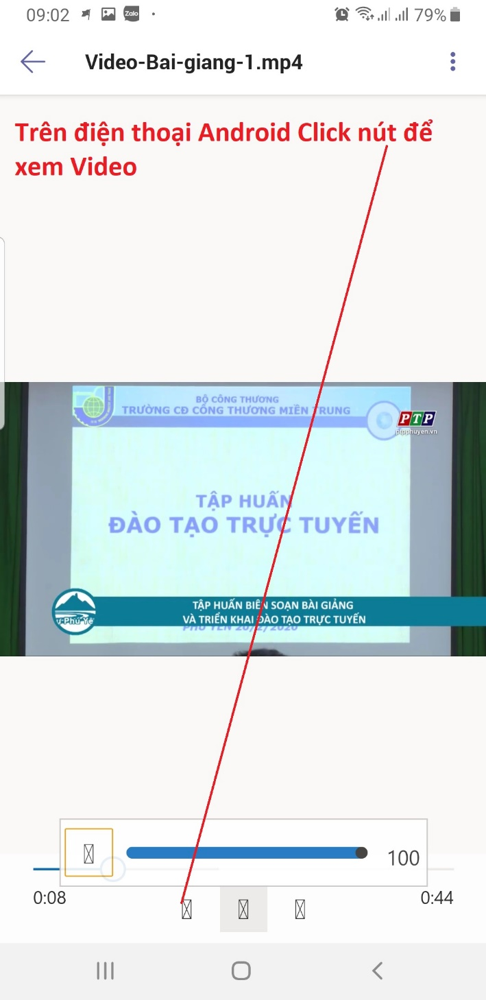 09:02 Zalo 79%
Video-Bai-giang-1.mp4
Trên điện thoại Android Click nút để
xem Video
BỘ CÔNG THƯƠNG
TRƯỜNG CĐ CÔNG THƯƠNG MIỀN TRUNG
PTP
ptpphuyen.vn
TẬP HUẤN
ĐÀO TẠO TRỰC TUYẾN
TẬP HUẤN BIÊN SOẠN BÀI GIẢNG
VÀ TRIỂN KHAI ĐÀO TẠO TRỰC TUYẾN
PHÚ YÊN 20/2/2020
100
0:08
0:44